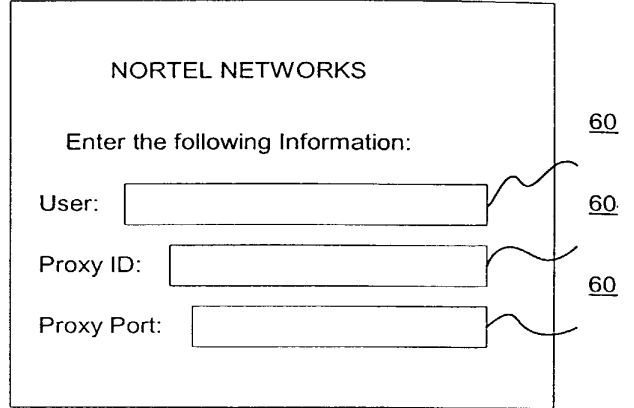 NORTEL NETWORKS
Enter the following Information:
60
User:
60
Proxy ID:
60
Proxy Port: